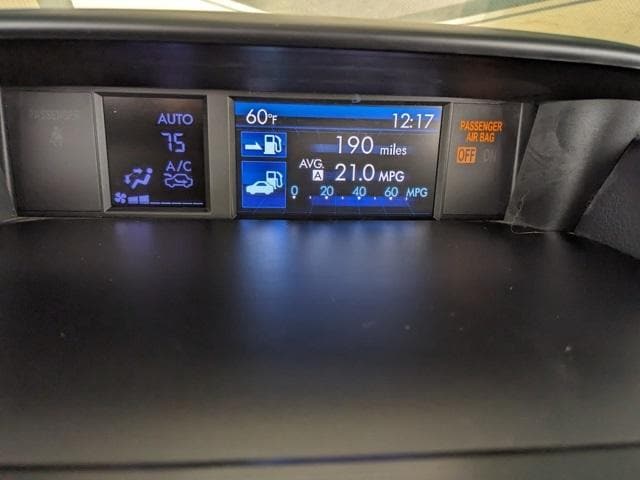 PASSENGER
AUTO
75
A/C
60°F 12:17
190 miles
AVG.
A 21.0 MPG
0 20 40 60 MPG
PASSENGER
AIR BAG
OFF ON